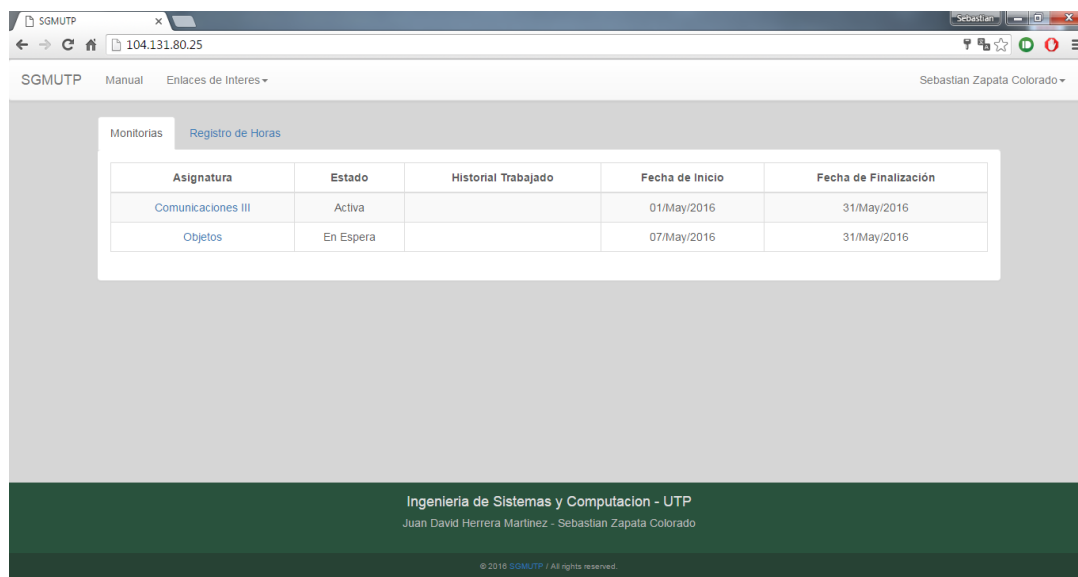 SGMUTP
Sebastian
104.131.80.25
SGMUTP Manual Enlaces de Interes Sebastian Zapata Colorado
Monitorias Registro de Horas
Asignatura Estado Historial Trabajado Fecha de Inicio Fecha de Finalización
Comunicaciones III Activa 01/May/2016 31/May/2016
Objetos En Espera 07/May/2016 31/May/2016
Ingenieria de Sistemas y Computacion - UTP
Juan David Herrera Martinez - Sebastian Zapata Colorado
© 2016 SGMUTP / All rights reserved.